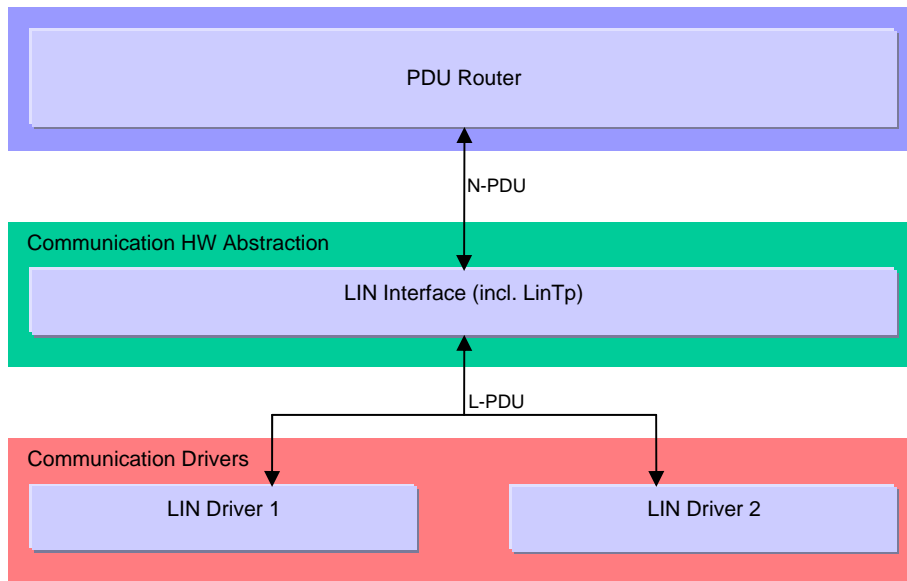 PDU Router
N-PDU
Communication HW Abstraction
LIN Interface (incl. LinTp)
L-PDU
Communication Drivers
LIN Driver 1
LIN Driver 2